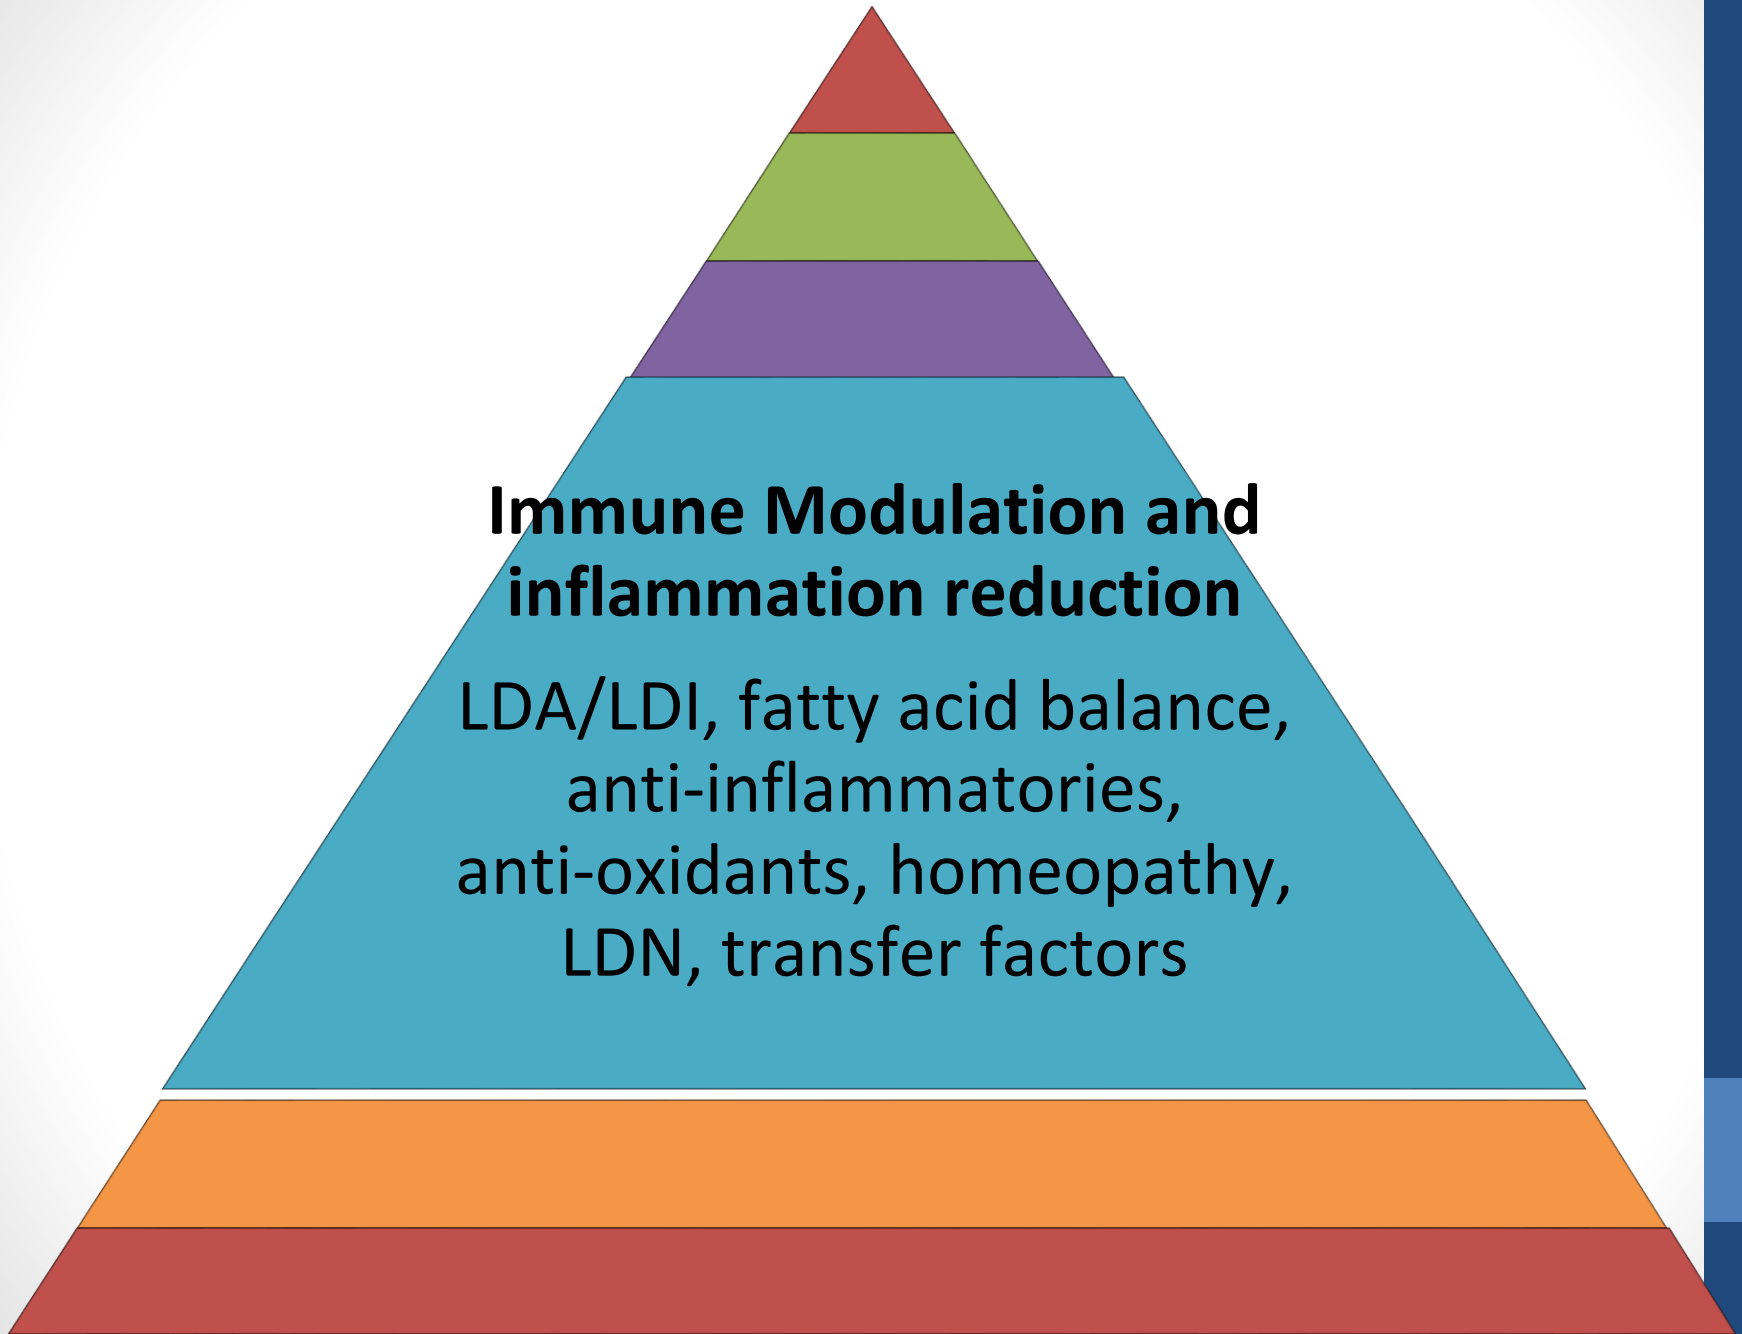 Immune Modulation and
inflammation reduction
LDA/LDI, fatty acid balance,
anti-inflammatories,
anti-oxidants, homeopathy,
LDN, transfer factors